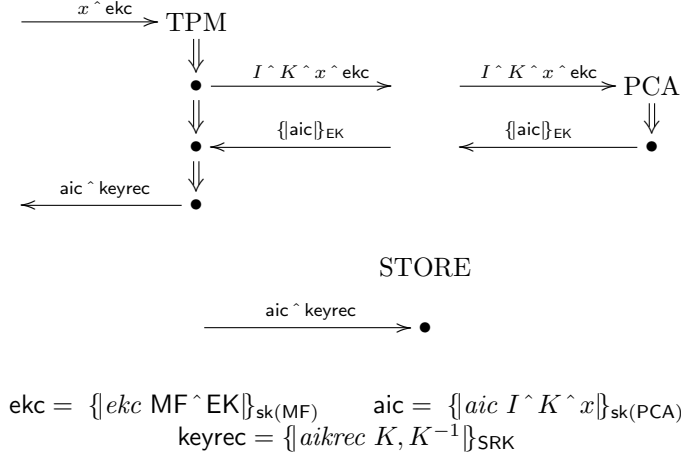 x ˆ ekc TPM
I ˆ K ˆ x ˆ ekc I ˆ K ˆ x ˆ ekc PCA
{|aic|}EK {|aic|}EK
aic ˆ keyrec
STORE
aic ˆ keyrec
ekc = {|ekc MF ˆ EK|}sk(MF) aic = {|aic I ˆ K ˆ x|}sk(PCA)
keyrec = {|aikrec K, K⁻¹|}SRK